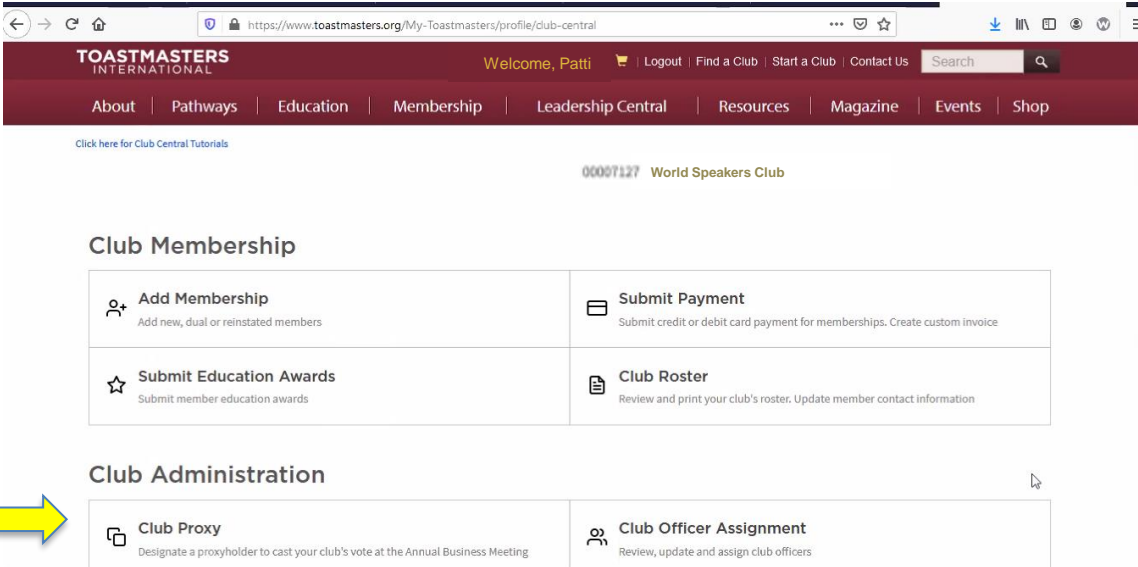 https://www.toastmasters.org/My-Toastmasters/profile/club-central
TOASTMASTERS
INTERNATIONAL
Welcome, Patti | Logout | Find a Club | Start a Club | Contact Us Search
About | Pathways | Education | Membership | Leadership Central | Resources | Magazine | Events | Shop
Click here for Club Central Tutorials
00007127 World Speakers Club
Club Membership
Add Membership
Add new, dual or reinstated members
Submit Payment
Submit credit or debit card payment for memberships. Create custom invoice
Submit Education Awards
Submit member education awards
Club Roster
Review and print your club's roster. Update member contact information
Club Administration
Club Proxy
Designate a proxyholder to cast your club's vote at the Annual Business Meeting
Club Officer Assignment
Review, update and assign club officers